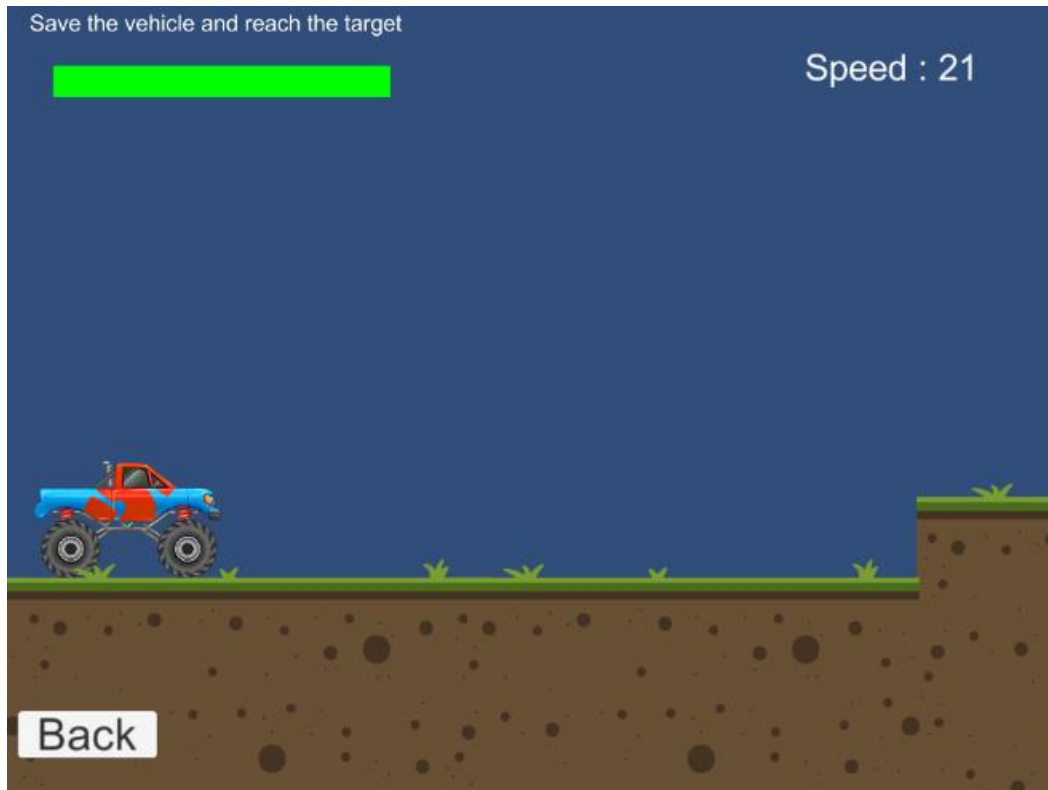 Save the vehicle and reach the target
Speed : 21
Back